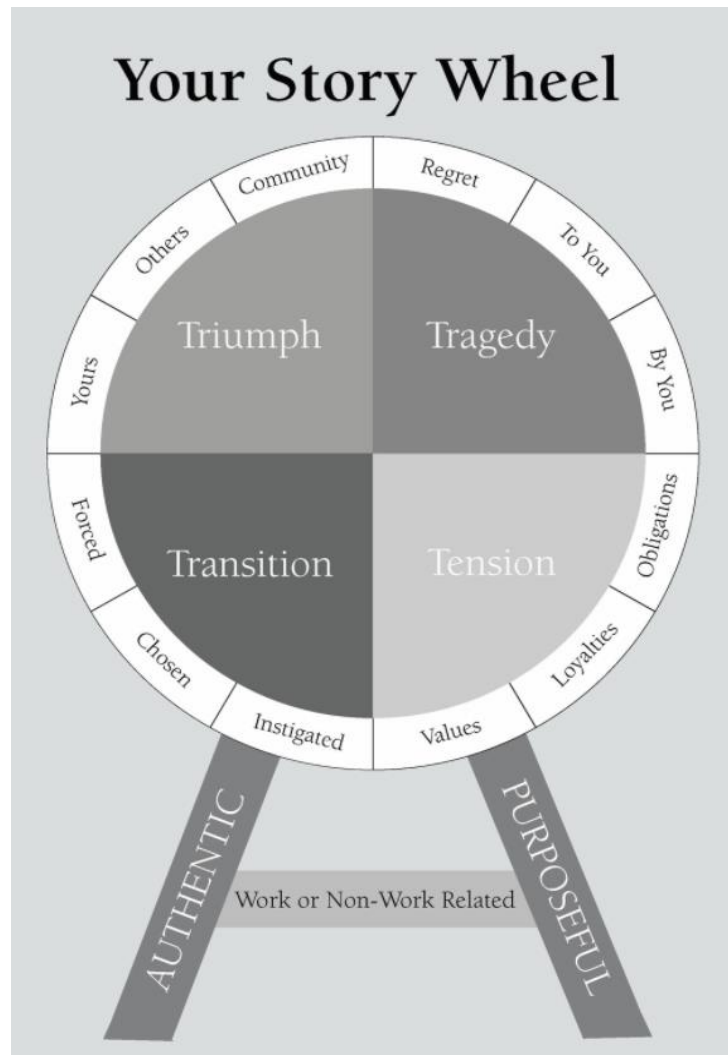 Your Story Wheel
Community
Regret
Others
To You
Yours
By You
Triumph
Tragedy
Forced
Obligations
Transition
Tension
Chosen
Loyalties
Instigated
Values
AUTHENTIC
PURPOSEFUL
Work or Non-Work Related